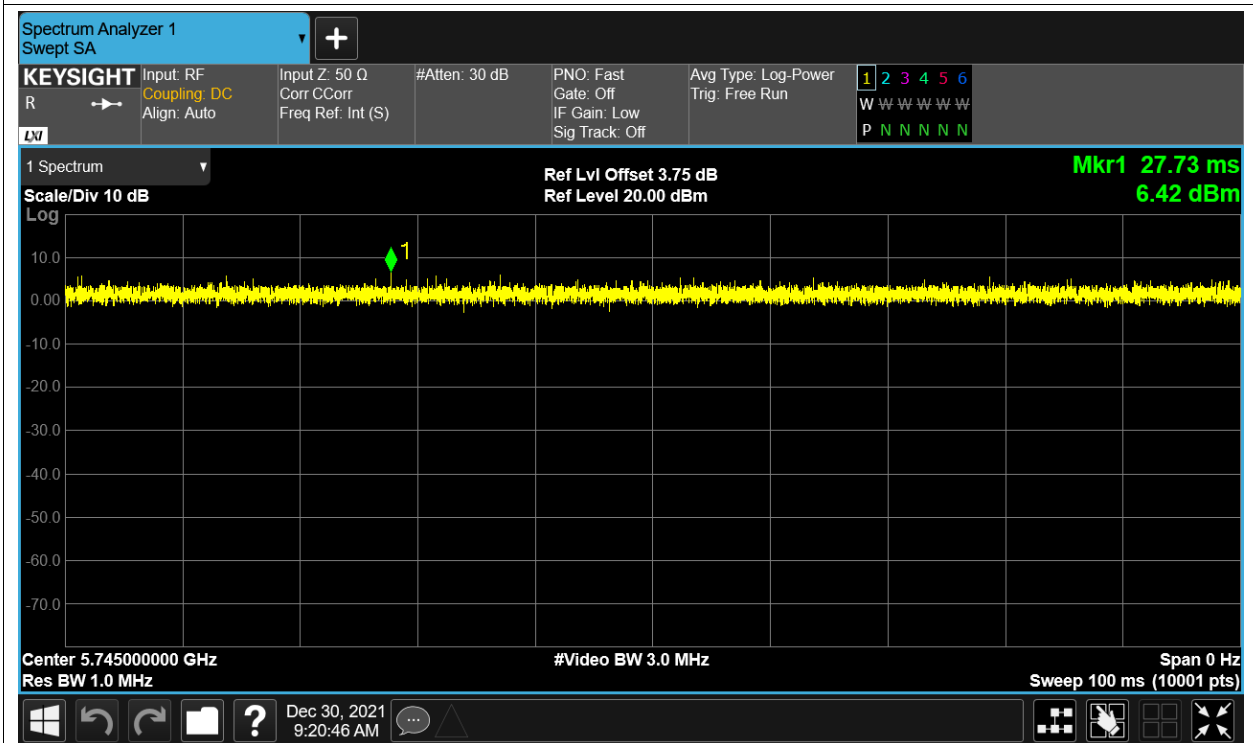 Spectrum Analyzer 1
Swept SA
KEYSIGHT
R
LXI
Input: RF
Coupling: DC
Align: Auto
Input Z: 50 Ω
Corr CCorr
Freq Ref: Int (S)
#Atten: 30 dB
PNO: Fast
Gate: Off
IF Gain: Low
Sig Track: Off
Avg Type: Log-Power
Trig: Free Run
1 2 3 4 5 6
W W W W W W
P N N N N N
1 Spectrum
Scale/Div 10 dB
Ref Lvl Offset 3.75 dB
Ref Level 20.00 dBm
Mkr1 27.73 ms
6.42 dBm
Log
1
10.0
0.00
-10.0
-20.0
-30.0
-40.0
-50.0
-60.0
-70.0
Center 5.745000000 GHz
#Video BW 3.0 MHz
Span 0 Hz
Res BW 1.0 MHz
Sweep 100 ms (10001 pts)
?
Dec 30, 2021
9:20:46 AM